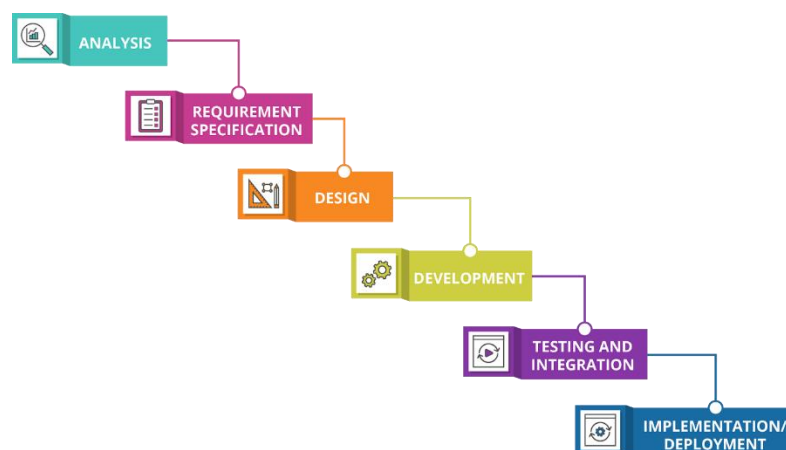 ANALYSIS
REQUIREMENT
SPECIFICATION
DESIGN
DEVELOPMENT
TESTING AND
INTEGRATION
IMPLEMENTATION/
DEPLOYMENT